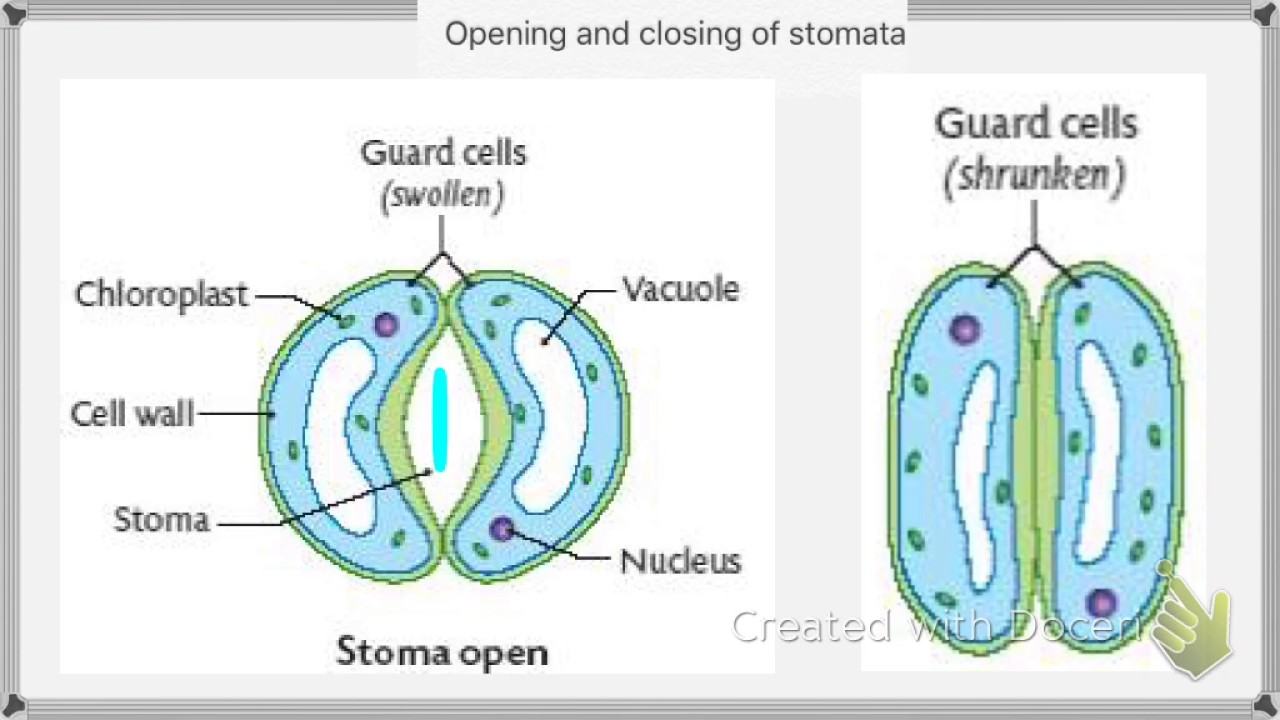 Opening and closing of stomata
Guard cells
(swollen)
Chloroplast
Vacuole
Cell wall
Stoma
Nucleus
Stoma open
Guard cells
(shrunken)
Created with Doceri